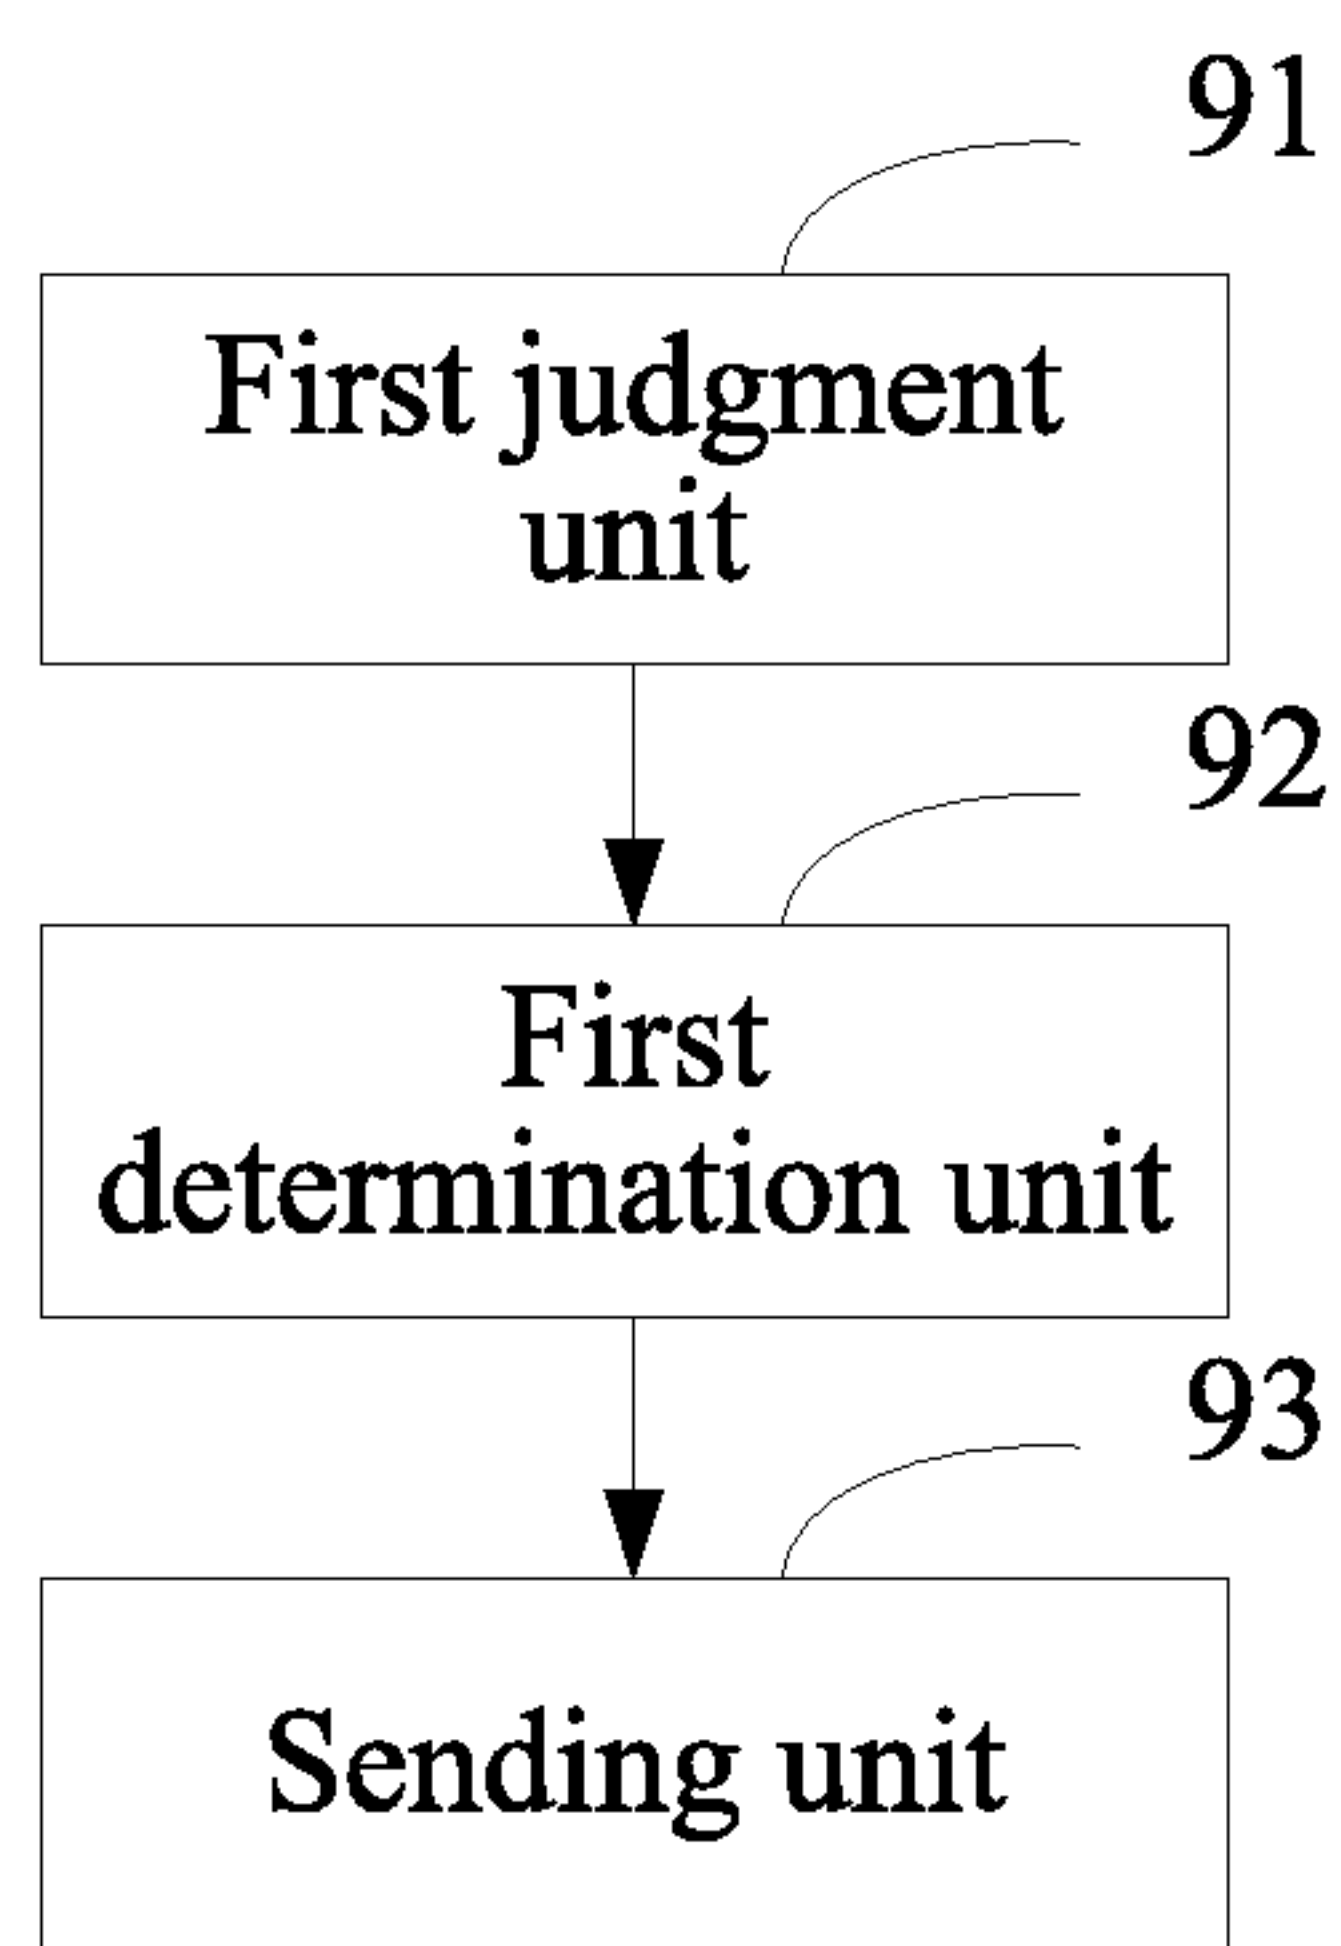 91
First judgment
unit
92
First
determination unit
93
Sending unit